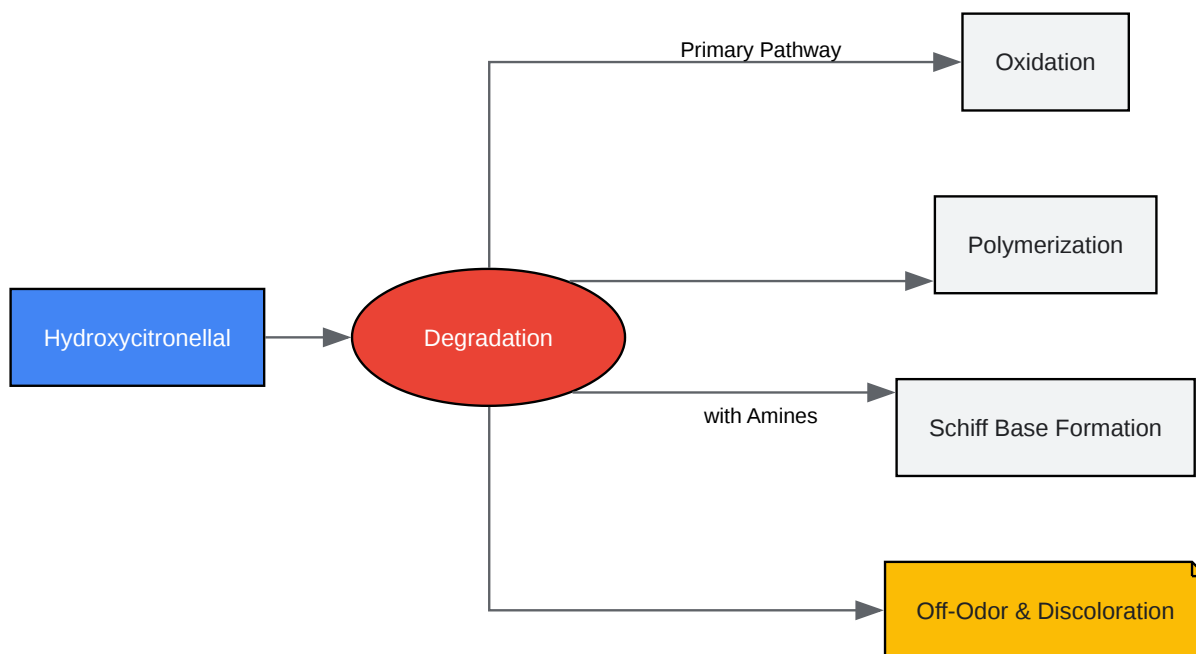 Primary Pathway
Oxidation
Polymerization
Hydroxycitronellal
Degradation
with Amines
Schiff Base Formation
Off-Odor & Discoloration